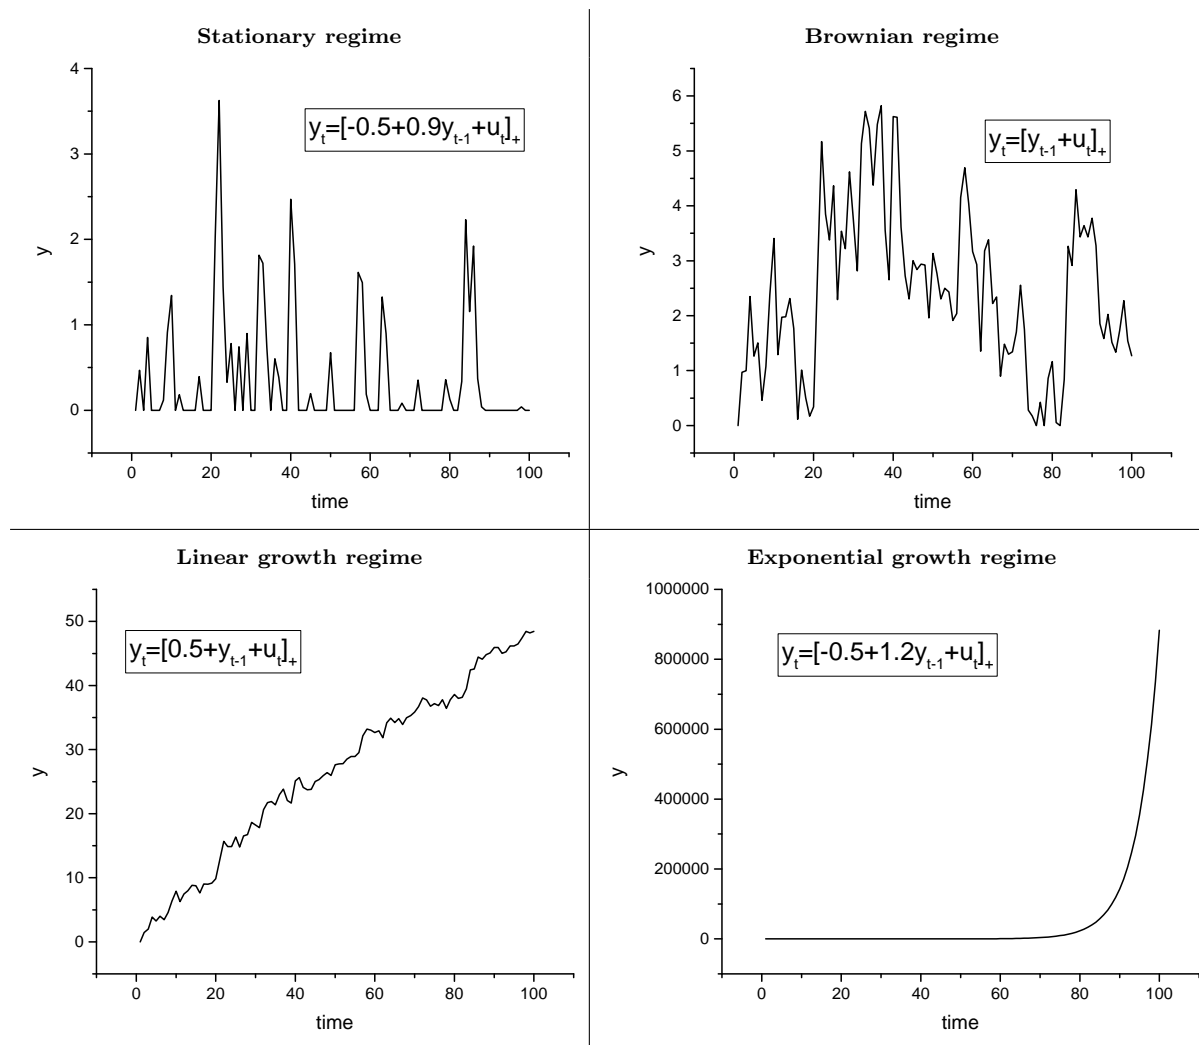 Stationary regime
4
3
2
1
0
y
y_t=[-0.5+0.9y_{t-1}+u_t]_+
0 20 40 60 80 100
time
Brownian regime
6
5
4
3
2
1
0
y
y_t=[y_{t-1}+u_t]_+
0 20 40 60 80 100
time
Linear growth regime
50
40
30
20
10
0
y
y_t=[0.5+y_{t-1}+u_t]_+
0 20 40 60 80 100
time
Exponential growth regime
1000000
800000
600000
400000
200000
0
y
y_t=[-0.5+1.2y_{t-1}+u_t]_+
0 20 40 60 80 100
time